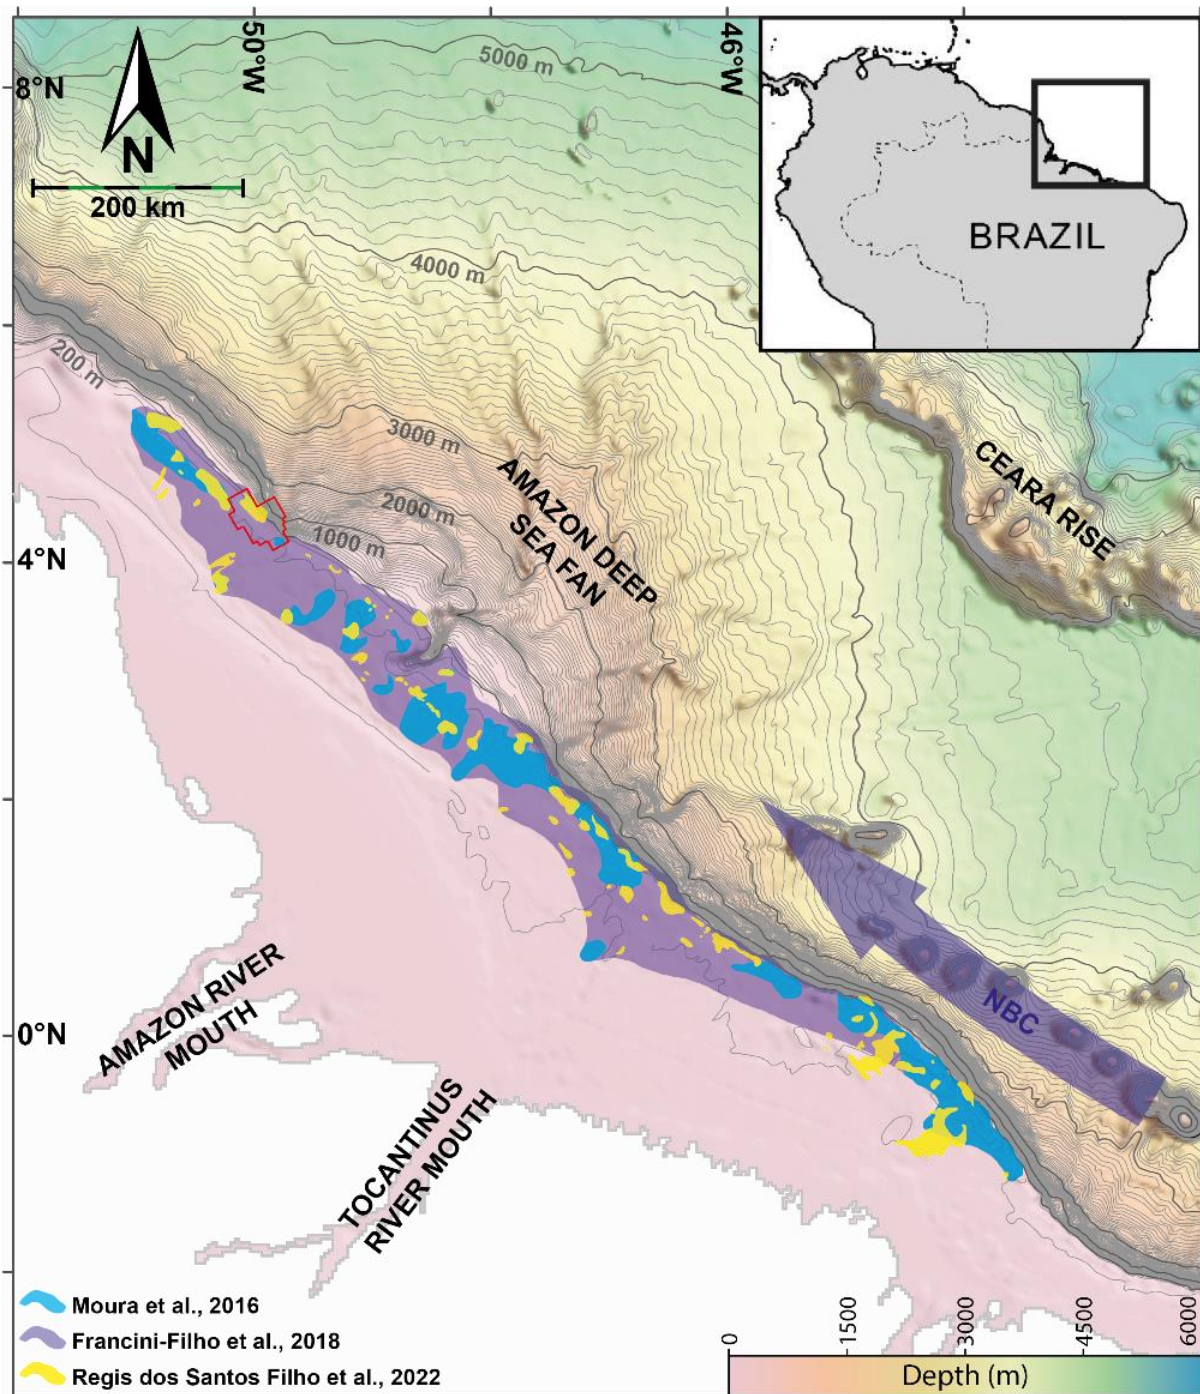 50°W
46°W
8°N
N
200 km
5000 m
4000 m
BRAZIL
200 m
3000 m
2000 m
1000 m
AMAZON DEEP
SEA FAN
CEARA RISE
4°N
NBC
0°N
AMAZON RIVER
MOUTH
TOCANTINUS
RIVER MOUTH
Moura et al., 2016
Francini-Filho et al., 2018
Regis dos Santos Filho et al., 2022
0
1500
3000
4500
6000
Depth (m)